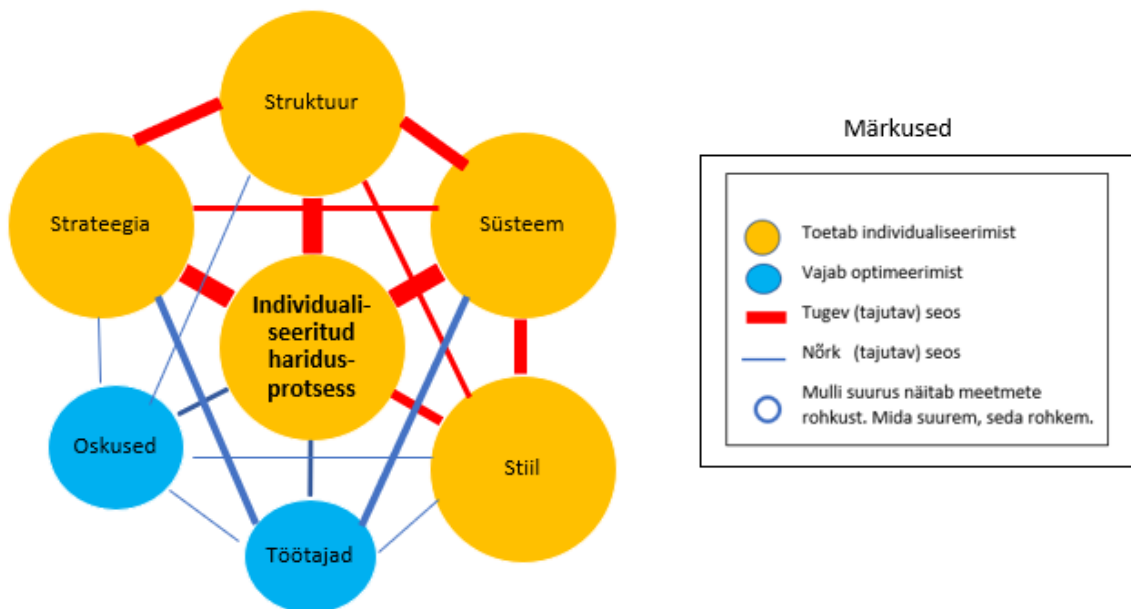 Struktuur
Strateegia
Süsteem
Individuali-
seeritud
haridus-
protsess
Oskused
Stiil
Töötajad
Märkused
Toetab individualiseerimist
Vajab optimeerimist
Tugev (tajutav) seos
Nõrk (tajutav) seos
Mulli suurus näitab meetmete
rohkust. Mida suurem, seda rohkem.